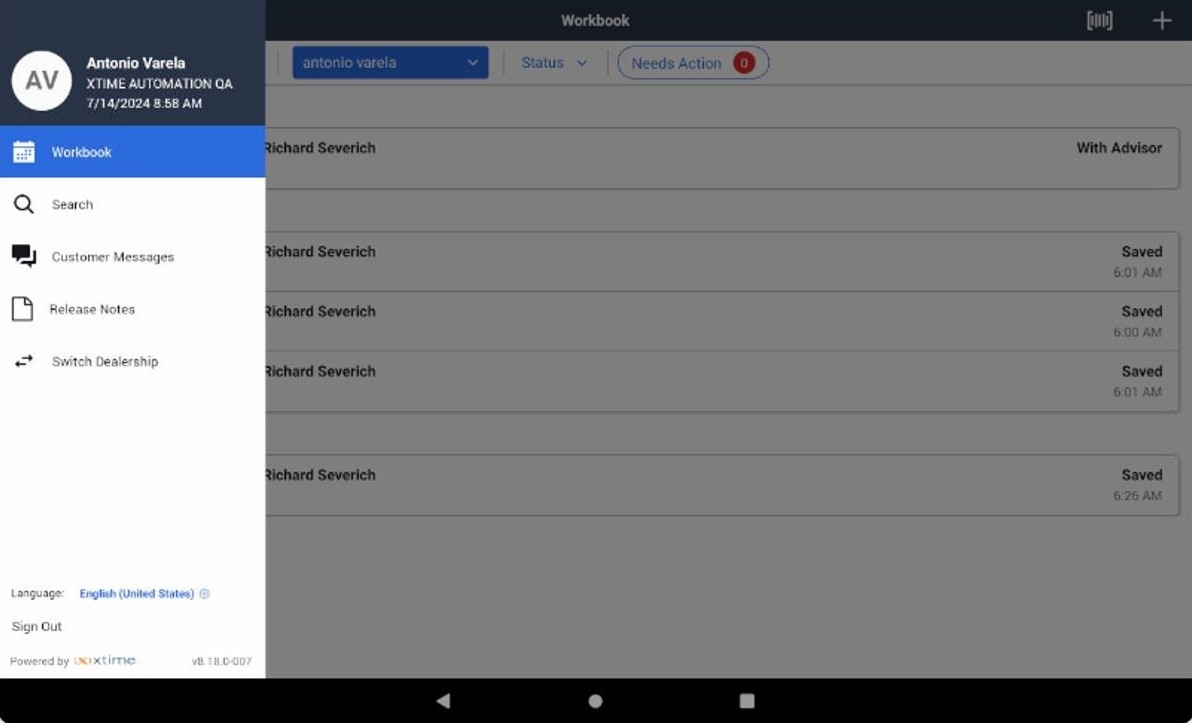 Workbook
AV
Antonio Varela
XTIME AUTOMATION QA
7/14/2024 8:58 AM
antonio varela
Status
Needs Action 0
Workbook
Search
Customer Messages
Release Notes
Switch Dealership
Richard Severich With Advisor
Richard Severich Saved
6:01 AM
Richard Severich Saved
6:00 AM
Richard Severich Saved
6:01 AM
Richard Severich Saved
6:26 AM
Language: English (United States)
Sign Out
Powered by xtime v8.18.0-007